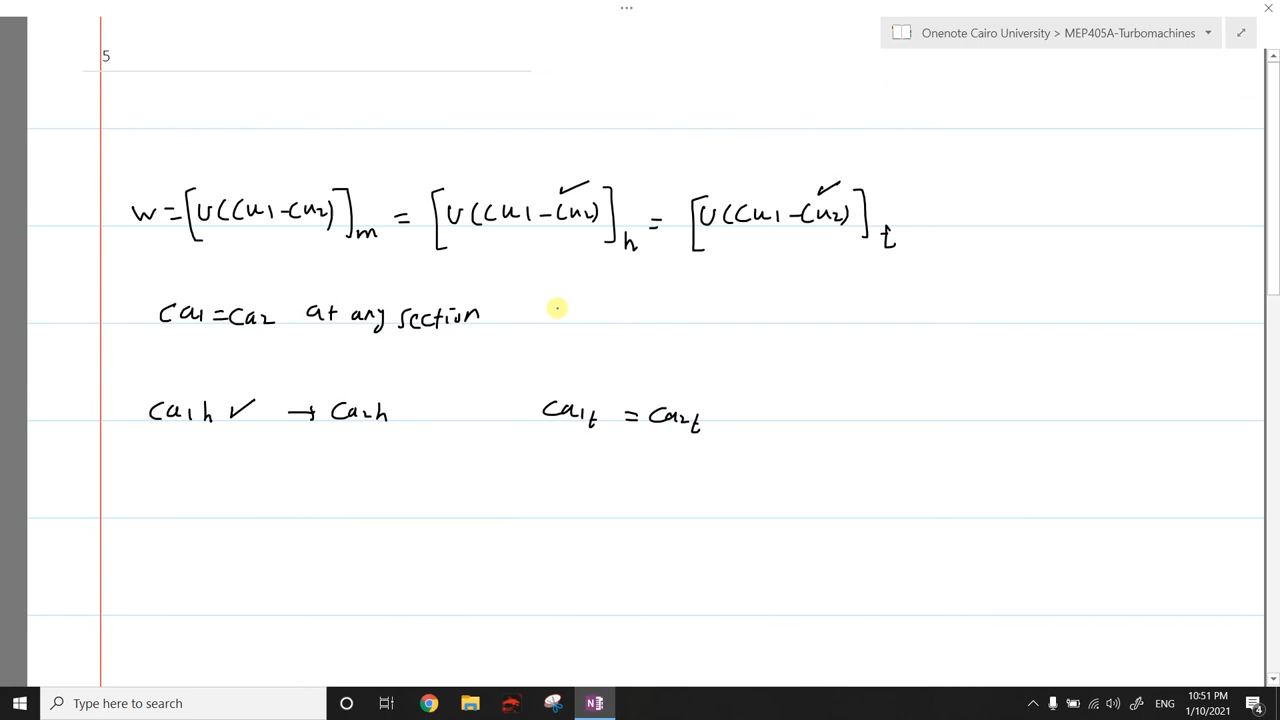 Onenote Cairo University > MEP405A-Turbomachines
5
W = [U(Cu1 - Cu2)]m = [U(Cu1 - Cu2)]h = [U(Cu1 - Cu2)]t
Ca1 = Ca2 at any section
Ca1h ✓ → Ca2h Ca1t = Ca2t
Type here to search
ENG
10:51 PM
1/10/2021
4